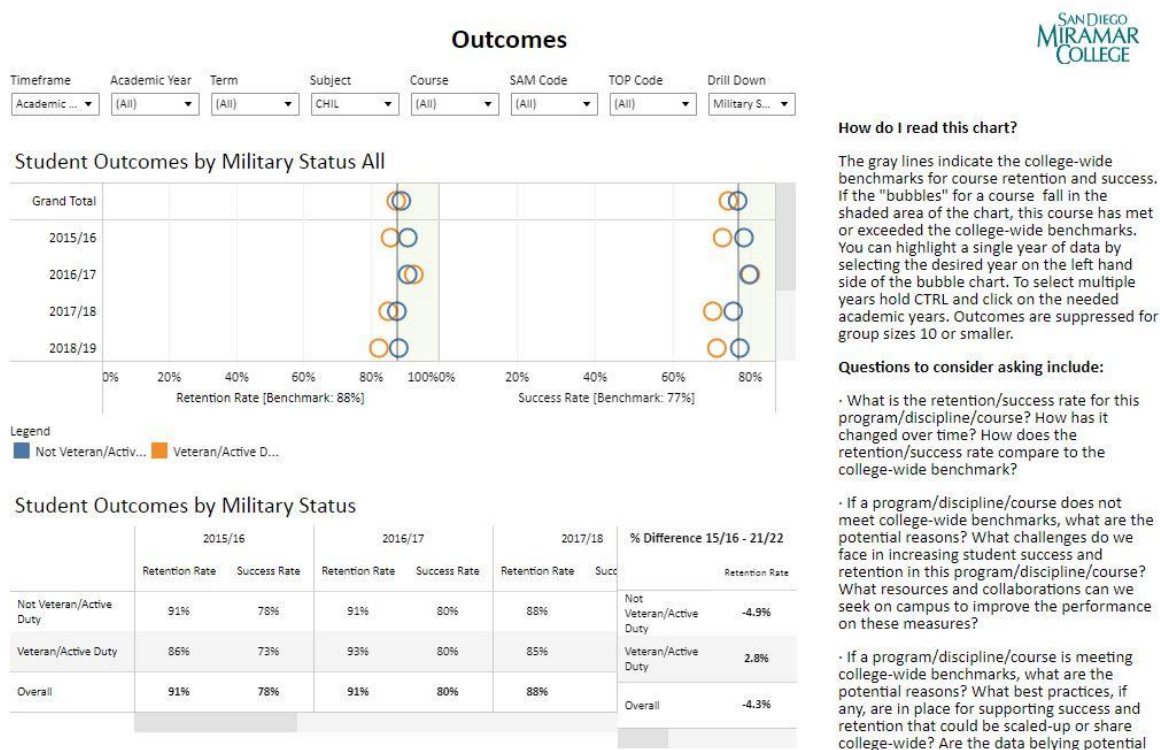 Outcomes
SAN DIEGO
MIRAMAR
COLLEGE
Timeframe Academic Year Term Subject Course SAM Code TOP Code Drill Down
Academic ... (All) (All) CHIL (All) (All) (All) Military S...
Student Outcomes by Military Status All
Grand Total
2015/16
2016/17
2017/18
2018/19
0% 20% 40% 60% 80% 100%0% 20% 40% 60% 80%
Retention Rate [Benchmark: 88%] Success Rate [Benchmark: 77%]
Legend
Not Veteran/Activ... Veteran/Active D...
Student Outcomes by Military Status
2015/16 2016/17 2017/18
Retention Rate Success Rate Retention Rate Success Rate Retention Rate Succ
Not Veteran/Active
Duty
91% 78% 91% 80% 88%
Veteran/Active Duty 86% 73% 93% 80% 85%
Overall 91% 78% 91% 80% 88%
% Difference 15/16 - 21/22
Retention Rate
Not
Veteran/Active
Duty
-4.9%
Veteran/Active
Duty
2.8%
Overall -4.3%
How do I read this chart?
The gray lines indicate the college-wide
benchmarks for course retention and success.
If the "bubbles" for a course fall in the
shaded area of the chart, this course has met
or exceeded the college-wide benchmarks.
You can highlight a single year of data by
selecting the desired year on the left hand
side of the bubble chart. To select multiple
years hold CTRL and click on the needed
academic years. Outcomes are suppressed for
group sizes 10 or smaller.
Questions to consider asking include:
· What is the retention/success rate for this
program/discipline/course? How has it
changed over time? How does the
retention/success rate compare to the
college-wide benchmark?
· If a program/discipline/course does not
meet college-wide benchmarks, what are the
potential reasons? What challenges do we
face in increasing student success and
retention in this program/discipline/course?
What resources and collaborations can we
seek on campus to improve the performance
on these measures?
· If a program/discipline/course is meeting
college-wide benchmarks, what are the
potential reasons? What best practices, if
any, are in place for supporting success and
retention that could be scaled-up or share
college-wide? Are the data belying potential